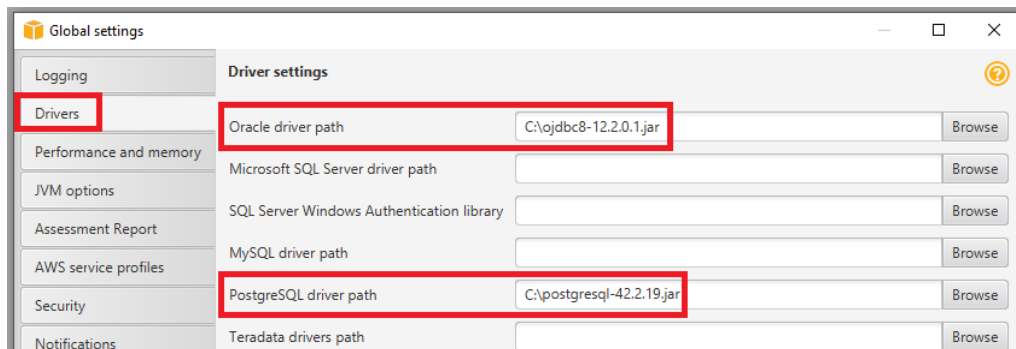 Global settings
Logging
Drivers
Performance and memory
JVM options
Assessment Report
AWS service profiles
Security
Notifications
Driver settings
Oracle driver path C:\ojdbc8-12.2.0.1.jar Browse
Microsoft SQL Server driver path Browse
SQL Server Windows Authentication library Browse
MySQL driver path Browse
PostgreSQL driver path C:\postgresql-42.2.19.jar Browse
Teradata drivers path Browse